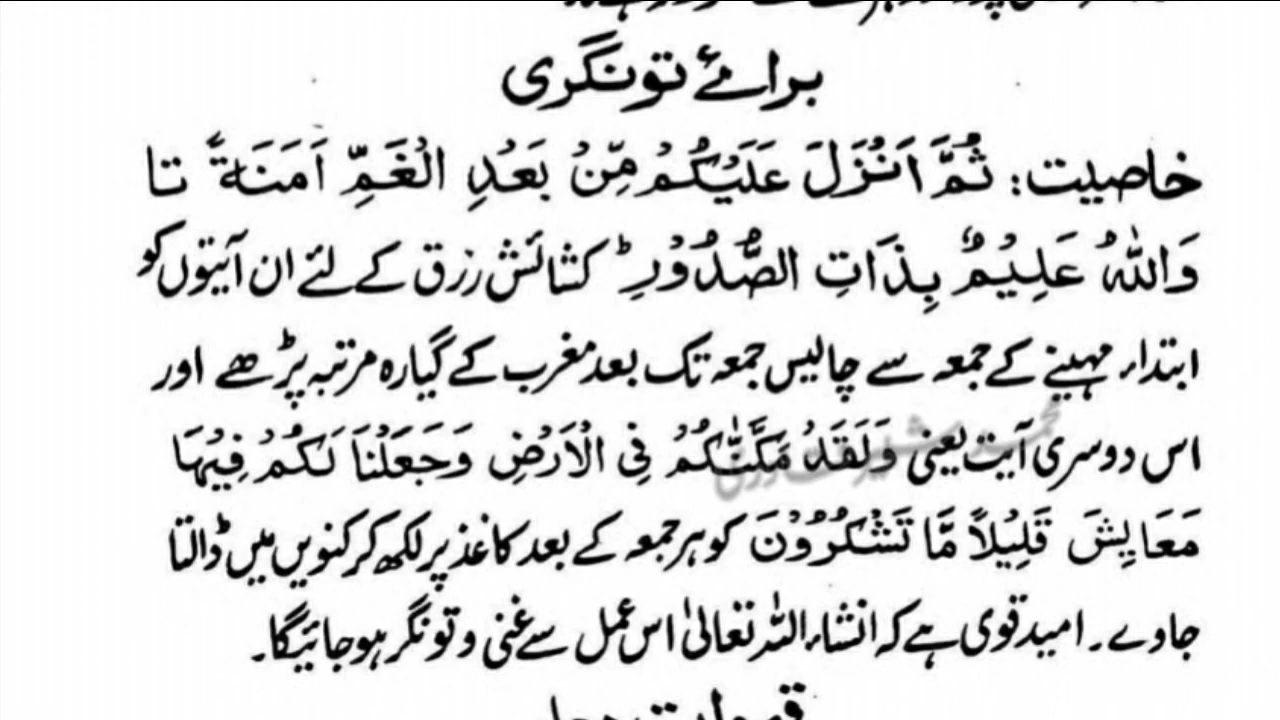 برائے تونگری
خاصیت: ثُمَّ اَنْزَلَ عَلَيْكُمْ مِّنْ بَعْدِ الْغَمِّ اَمَنَةً تا
وَاللّٰهُ عَلِيْمٌۢ بِذَاتِ الصُّدُوْرِ ؕ کشائش رزق کے لئے ان آیتوں کو
ابتداء مہینے کے جمعہ سے چالیس جمعہ تک بعد مغرب کے گیارہ مرتبہ پڑھے اور
اس دوسری آیت یعنی وَلَقَدْ مَكَّنّٰكُمْ فِي الْاَرْضِ وَجَعَلْنَا لَكُمْ فِيْهَا
مَعَايِشَ قَلِيْلًا مَّا تَشْكُرُوْنَ کو ہر جمعہ کے بعد کاغذ پر لکھ کر کنویں میں ڈالتا
جاوے۔ امید قوی ہے کہ انشاء اللہ تعالیٰ اس عمل سے غنی و تونگر ہو جائیگا۔